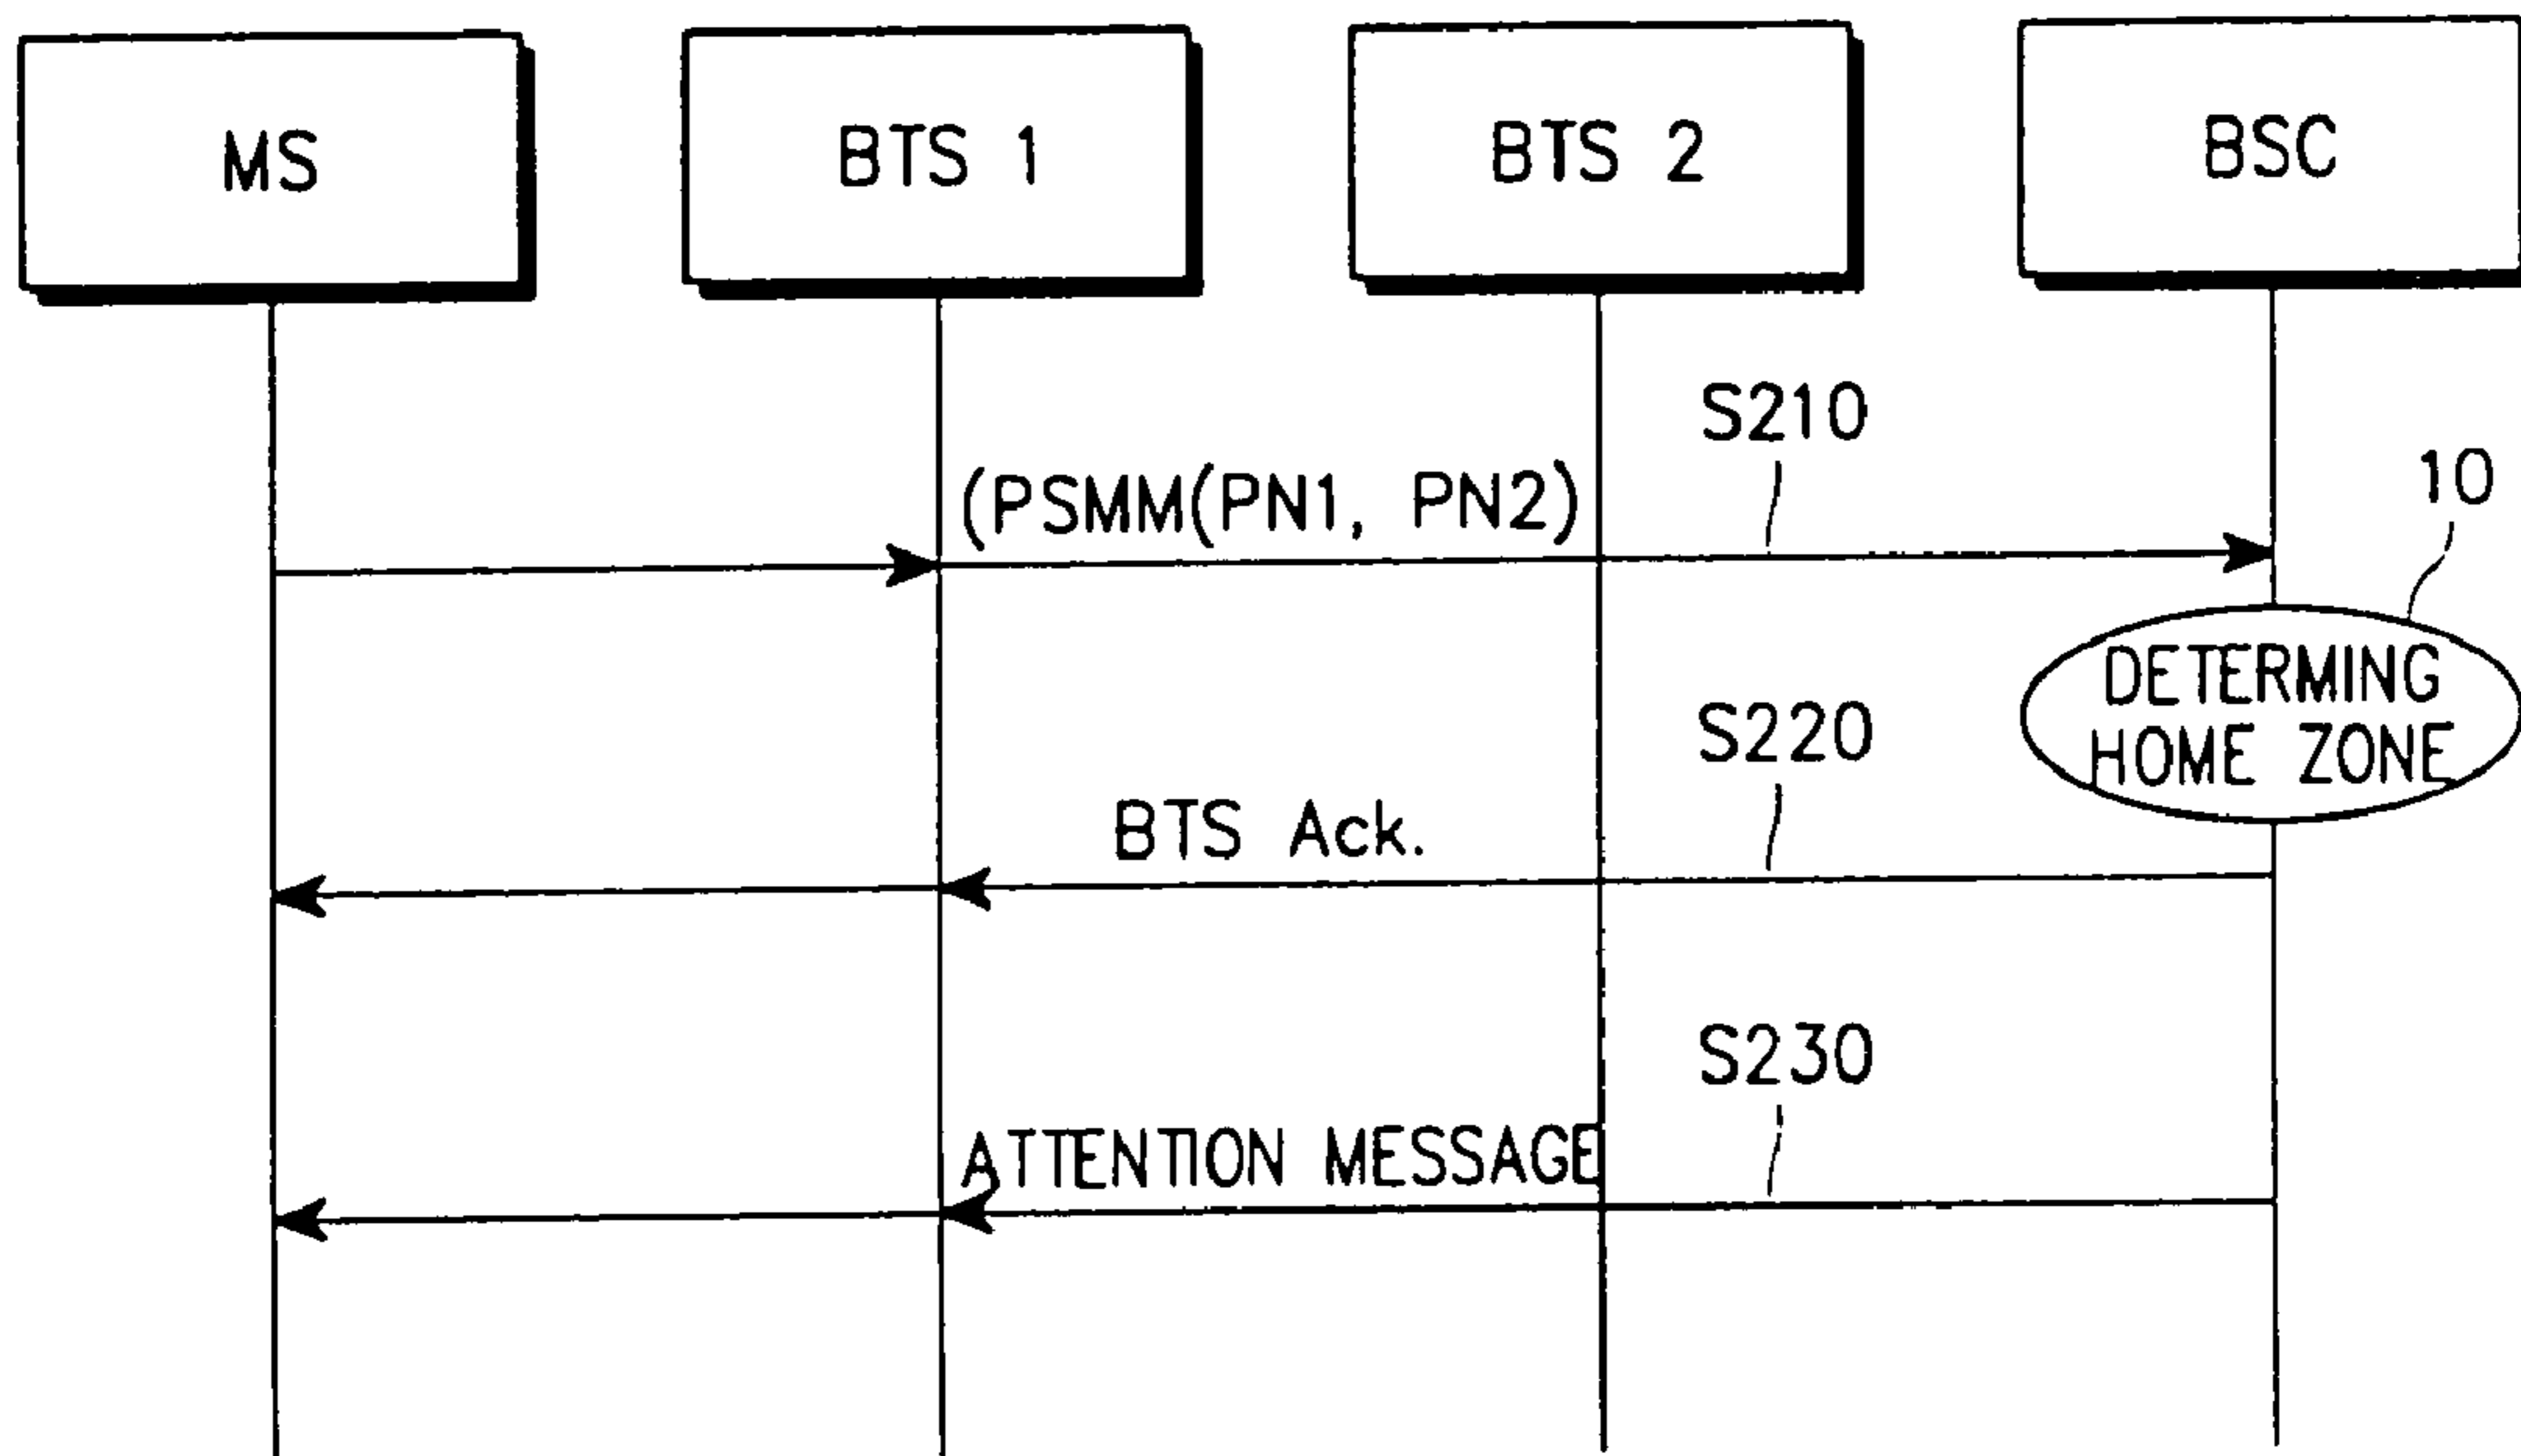 MS
BTS 1
BTS 2
BSC
S210
(PSMM(PN1, PN2)
10
DETERMING
HOME ZONE
S220
BTS Ack.
S230
ATTENTION MESSAGE